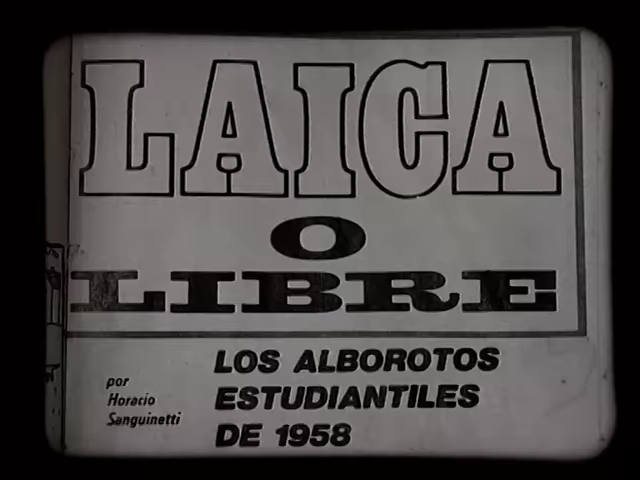 LAICA
O
LIBRE
LOS ALBOROTOS
ESTUDIANTILES
DE 1958
por
Horacio
Sanguinetti